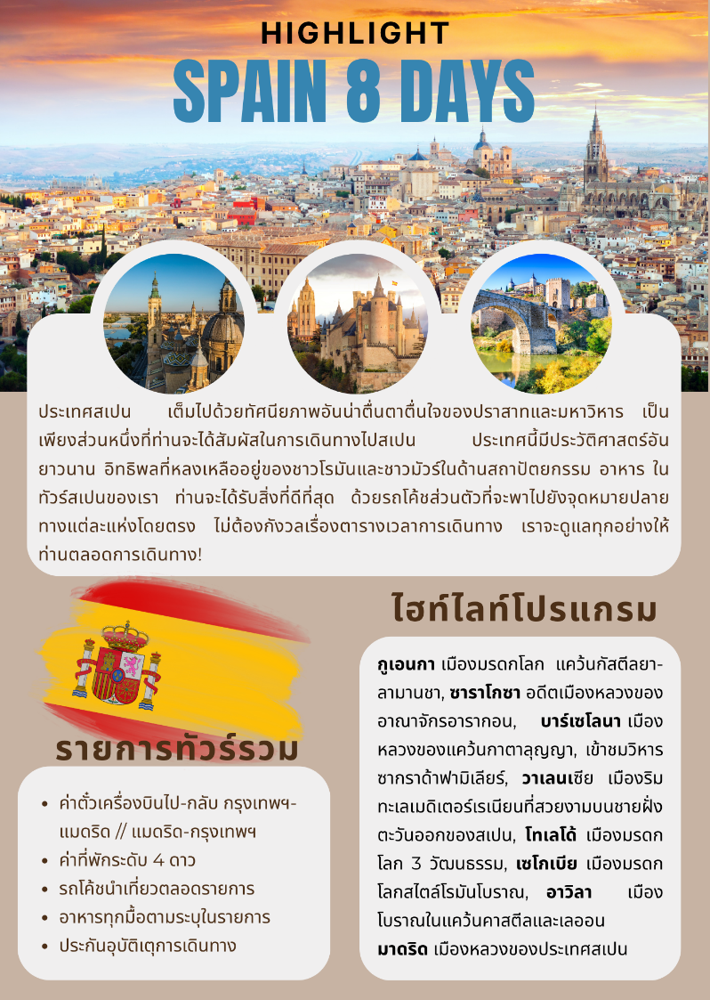 HIGHLIGHT
SPAIN 8 DAYS
ประเทศสเปน เต็มไปด้วยทัศนียภาพอันน่าตื่นตาตื่นใจของปราสาทและมหาวิหาร เป็น
เพียงส่วนหนึ่งที่ท่านจะได้สัมผัสในการเดินทางไปสเปน ประเทศนี้มีประวัติศาสตร์อัน
ยาวนาน อิทธิพลที่หลงเหลืออยู่ของชาวโรมันและชาวมัวร์ในด้านสถาปัตยกรรม อาหาร ใน
ทัวร์สเปนของเรา ท่านจะได้รับสิ่งที่ดีที่สุด ด้วยรถโค้ชส่วนตัวที่จะพาไปยังจุดหมายปลาย
ทางแต่ละแห่งโดยตรง ไม่ต้องกังวลเรื่องตารางเวลาการเดินทาง เราจะดูแลทุกอย่างให้
ท่านตลอดการเดินทาง!
รายการทัวร์รวม
• ค่าตั๋วเครื่องบินไป-กลับ กรุงเทพฯ-
แมดริด // แมดริด-กรุงเทพฯ
• ค่าที่พักระดับ 4 ดาว
• รถโค้ชนำเที่ยวตลอดรายการ
• อาหารทุกมื้อตามระบุในรายการ
• ประกันอุบัติเตุการเดินทาง
ไฮท์ไลท์โปรแกรม
กูเอนกา เมืองมรดกโลก แคว้นกัสตีลยา-
ลามานชา, ซาราโกซา อดีตเมืองหลวงของ
อาณาจักรอารากอน, บาร์เซโลนา เมือง
หลวงของแคว้นกาตาลุญญา, เข้าชมวิหาร
ซากราด้าฟามิเลียร์, วาเลนเซีย เมืองริม
ทะเลเมดิเตอร์เรเนียนที่สวยงามบนชายฝั่ง
ตะวันออกของสเปน, โทเลโด้ เมืองมรดก
โลก 3 วัฒนธรรม, เซโกเบีย เมืองมรดก
โลกสไตล์โรมันโบราณ, อาวิลา เมือง
โบราณในแคว้นคาสตีลและเลออน
มาดริด เมืองหลวงของประเทศสเปน